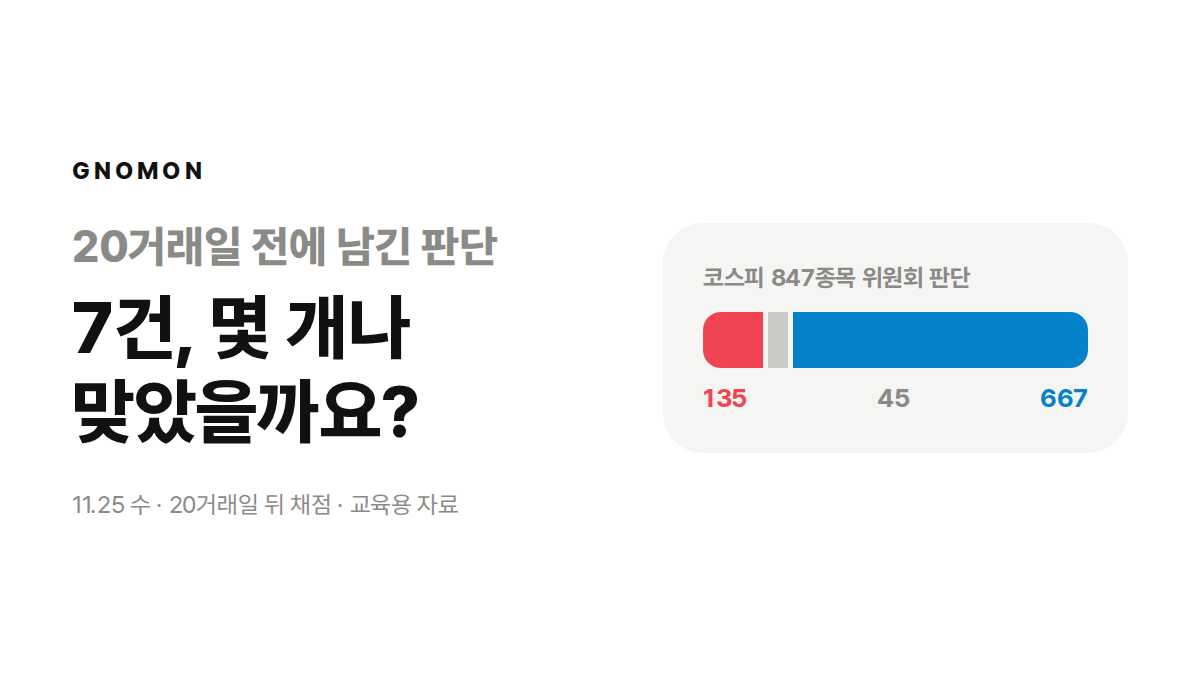 GNOMON
20거래일 전에 남긴 판단
7건, 몇 개나
맞았을까요?
11.25 수 · 20거래일 뒤 채점 · 교육용 자료
코스피 847종목 위원회 판단
135 45 667